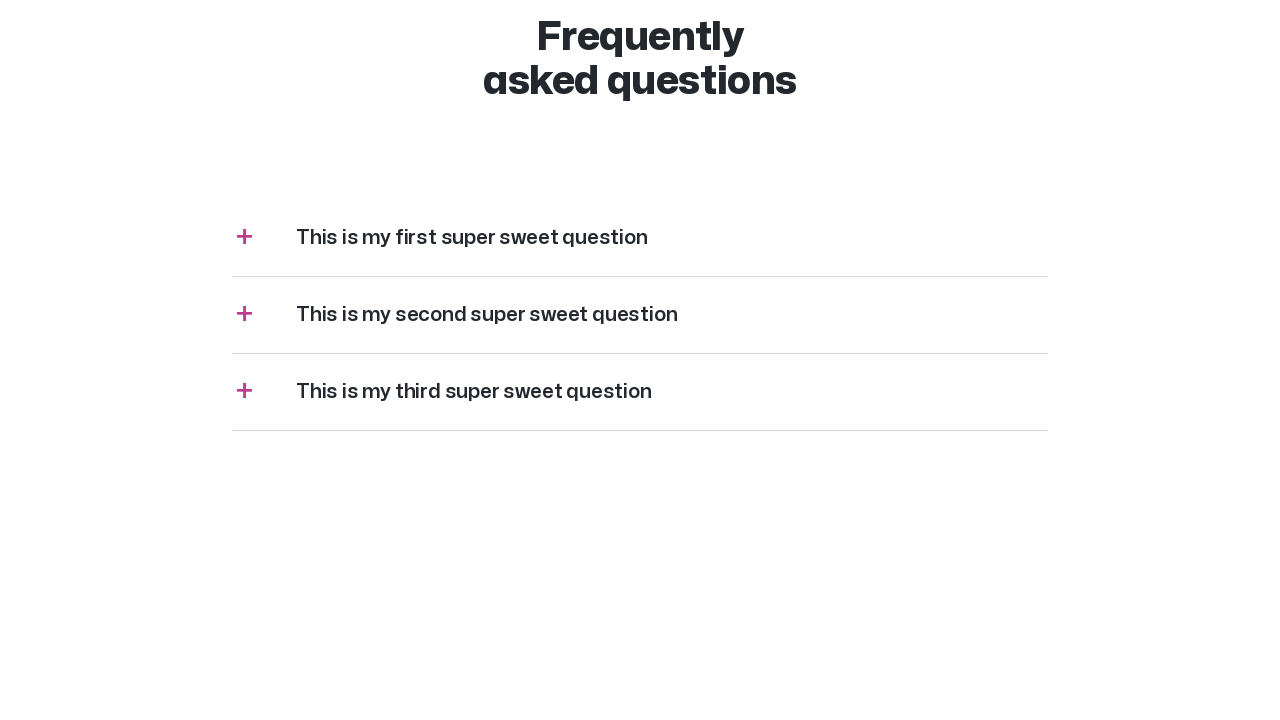 Frequently
asked questions
This is my first super sweet question
This is my second super sweet question
This is my third super sweet question